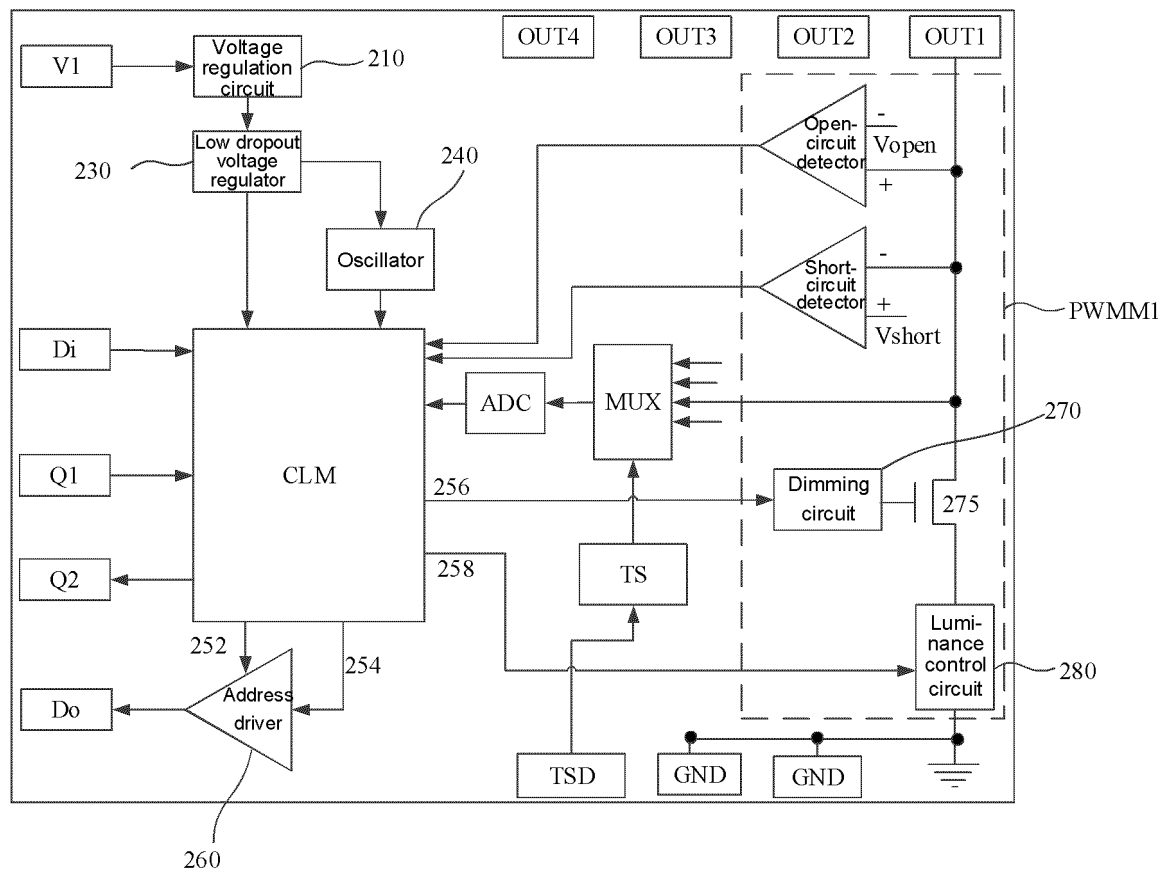 OUT4
OUT3
OUT2
OUT1
V1
Voltage
regulation
circuit
210
Open-
circuit
detector
-
Vopen
+
Low dropout
voltage
regulator
230
240
Oscillator
Short-
circuit
detector
-
+
Vshort
PWMM1
Di
ADC
MUX
270
Q1
CLM
256
Dimming
circuit
275
Q2
258
TS
252
254
Lumi-
nance
control
circuit
280
Do
Address
driver
TSD
GND
GND
260